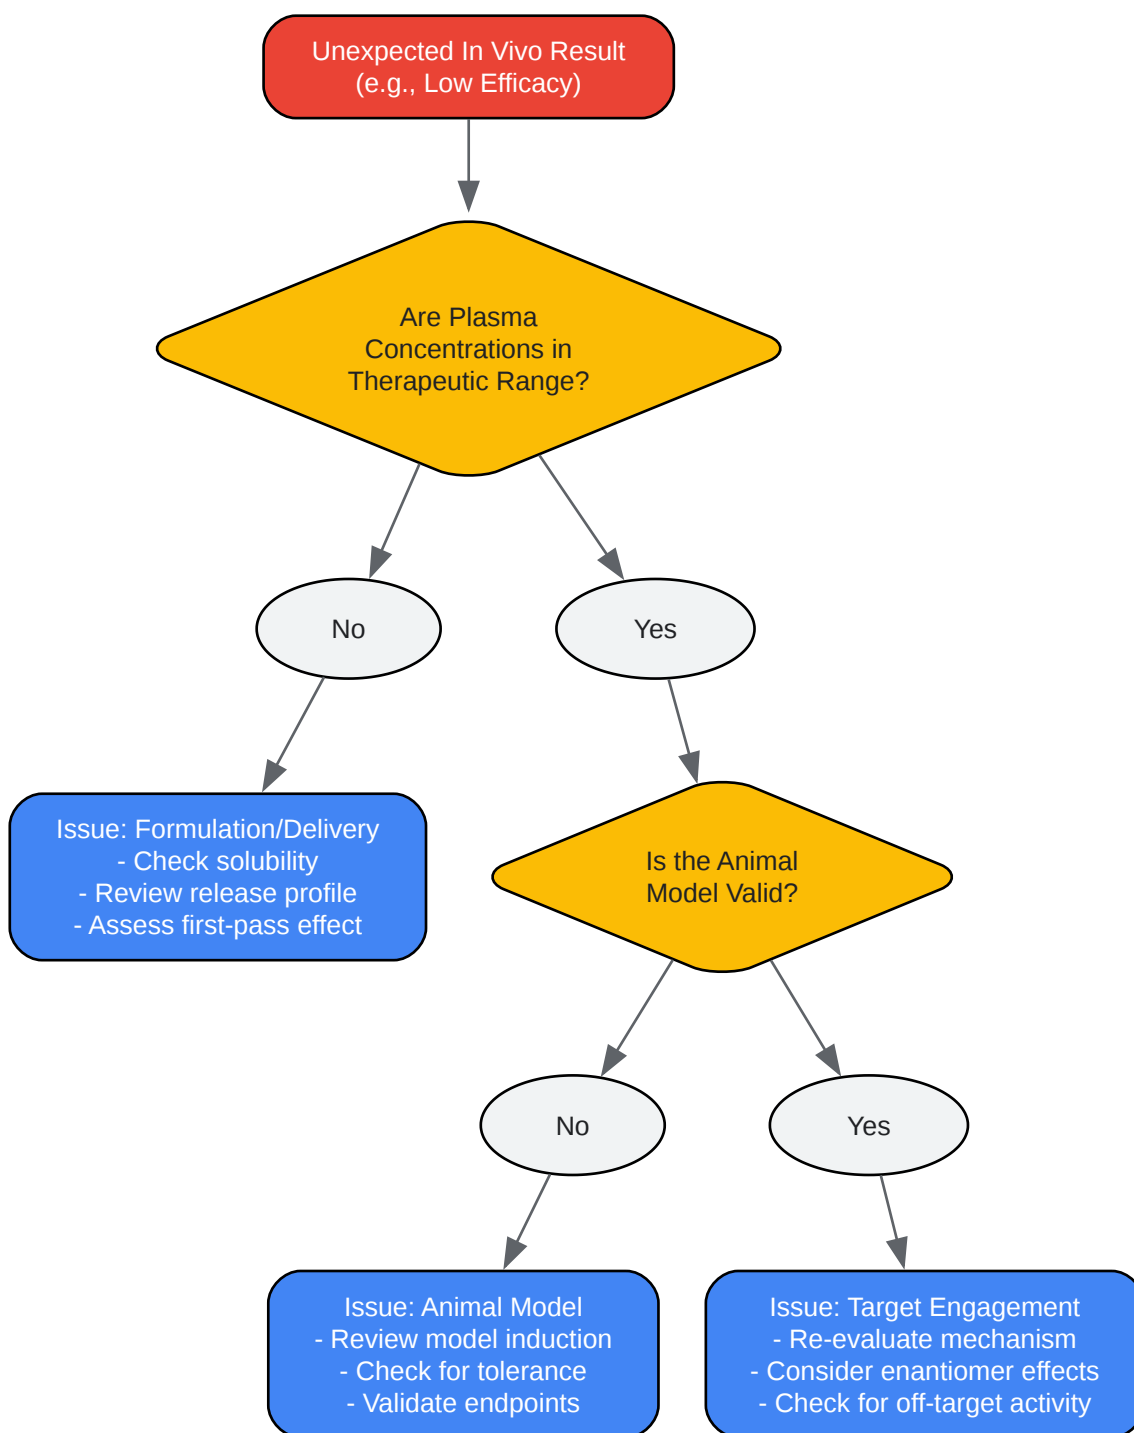 Unexpected In Vivo Result
(e.g., Low Efficacy)
Are Plasma
Concentrations in
Therapeutic Range?
No
Yes
Issue: Formulation/Delivery
- Check solubility
- Review release profile
- Assess first-pass effect
Is the Animal
Model Valid?
No
Yes
Issue: Animal Model
- Review model induction
- Check for tolerance
- Validate endpoints
Issue: Target Engagement
- Re-evaluate mechanism
- Consider enantiomer effects
- Check for off-target activity